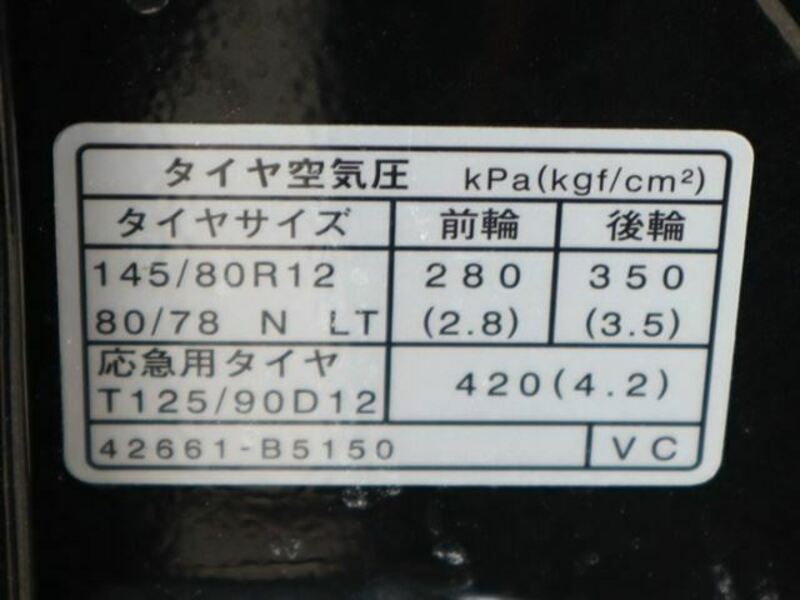 タイヤ空気圧 kPa(kgf/cm²)
タイヤサイズ 前輪 後輪
145/80R12 280 350
80/78 N LT (2.8) (3.5)
応急用タイヤ
T125/90D12 420(4.2)
42661-B5150 VC